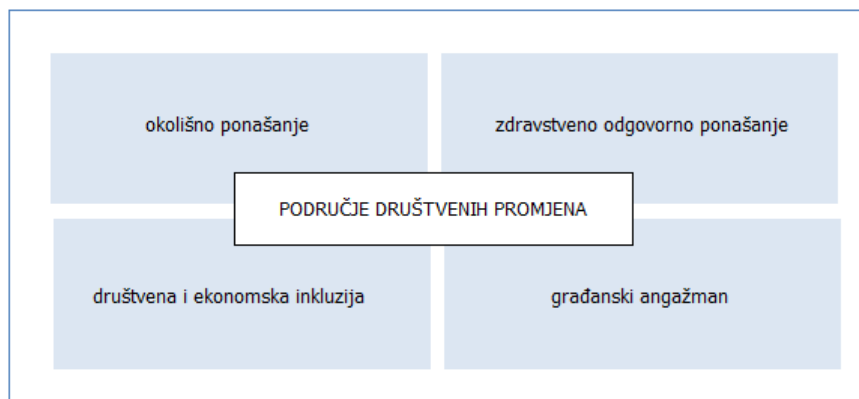 okolišno ponašanje
zdravstveno odgovorno ponašanje
PODRUČJE DRUŠTVENIH PROMJENA
društvena i ekonomska inkluzija
građanski angažman